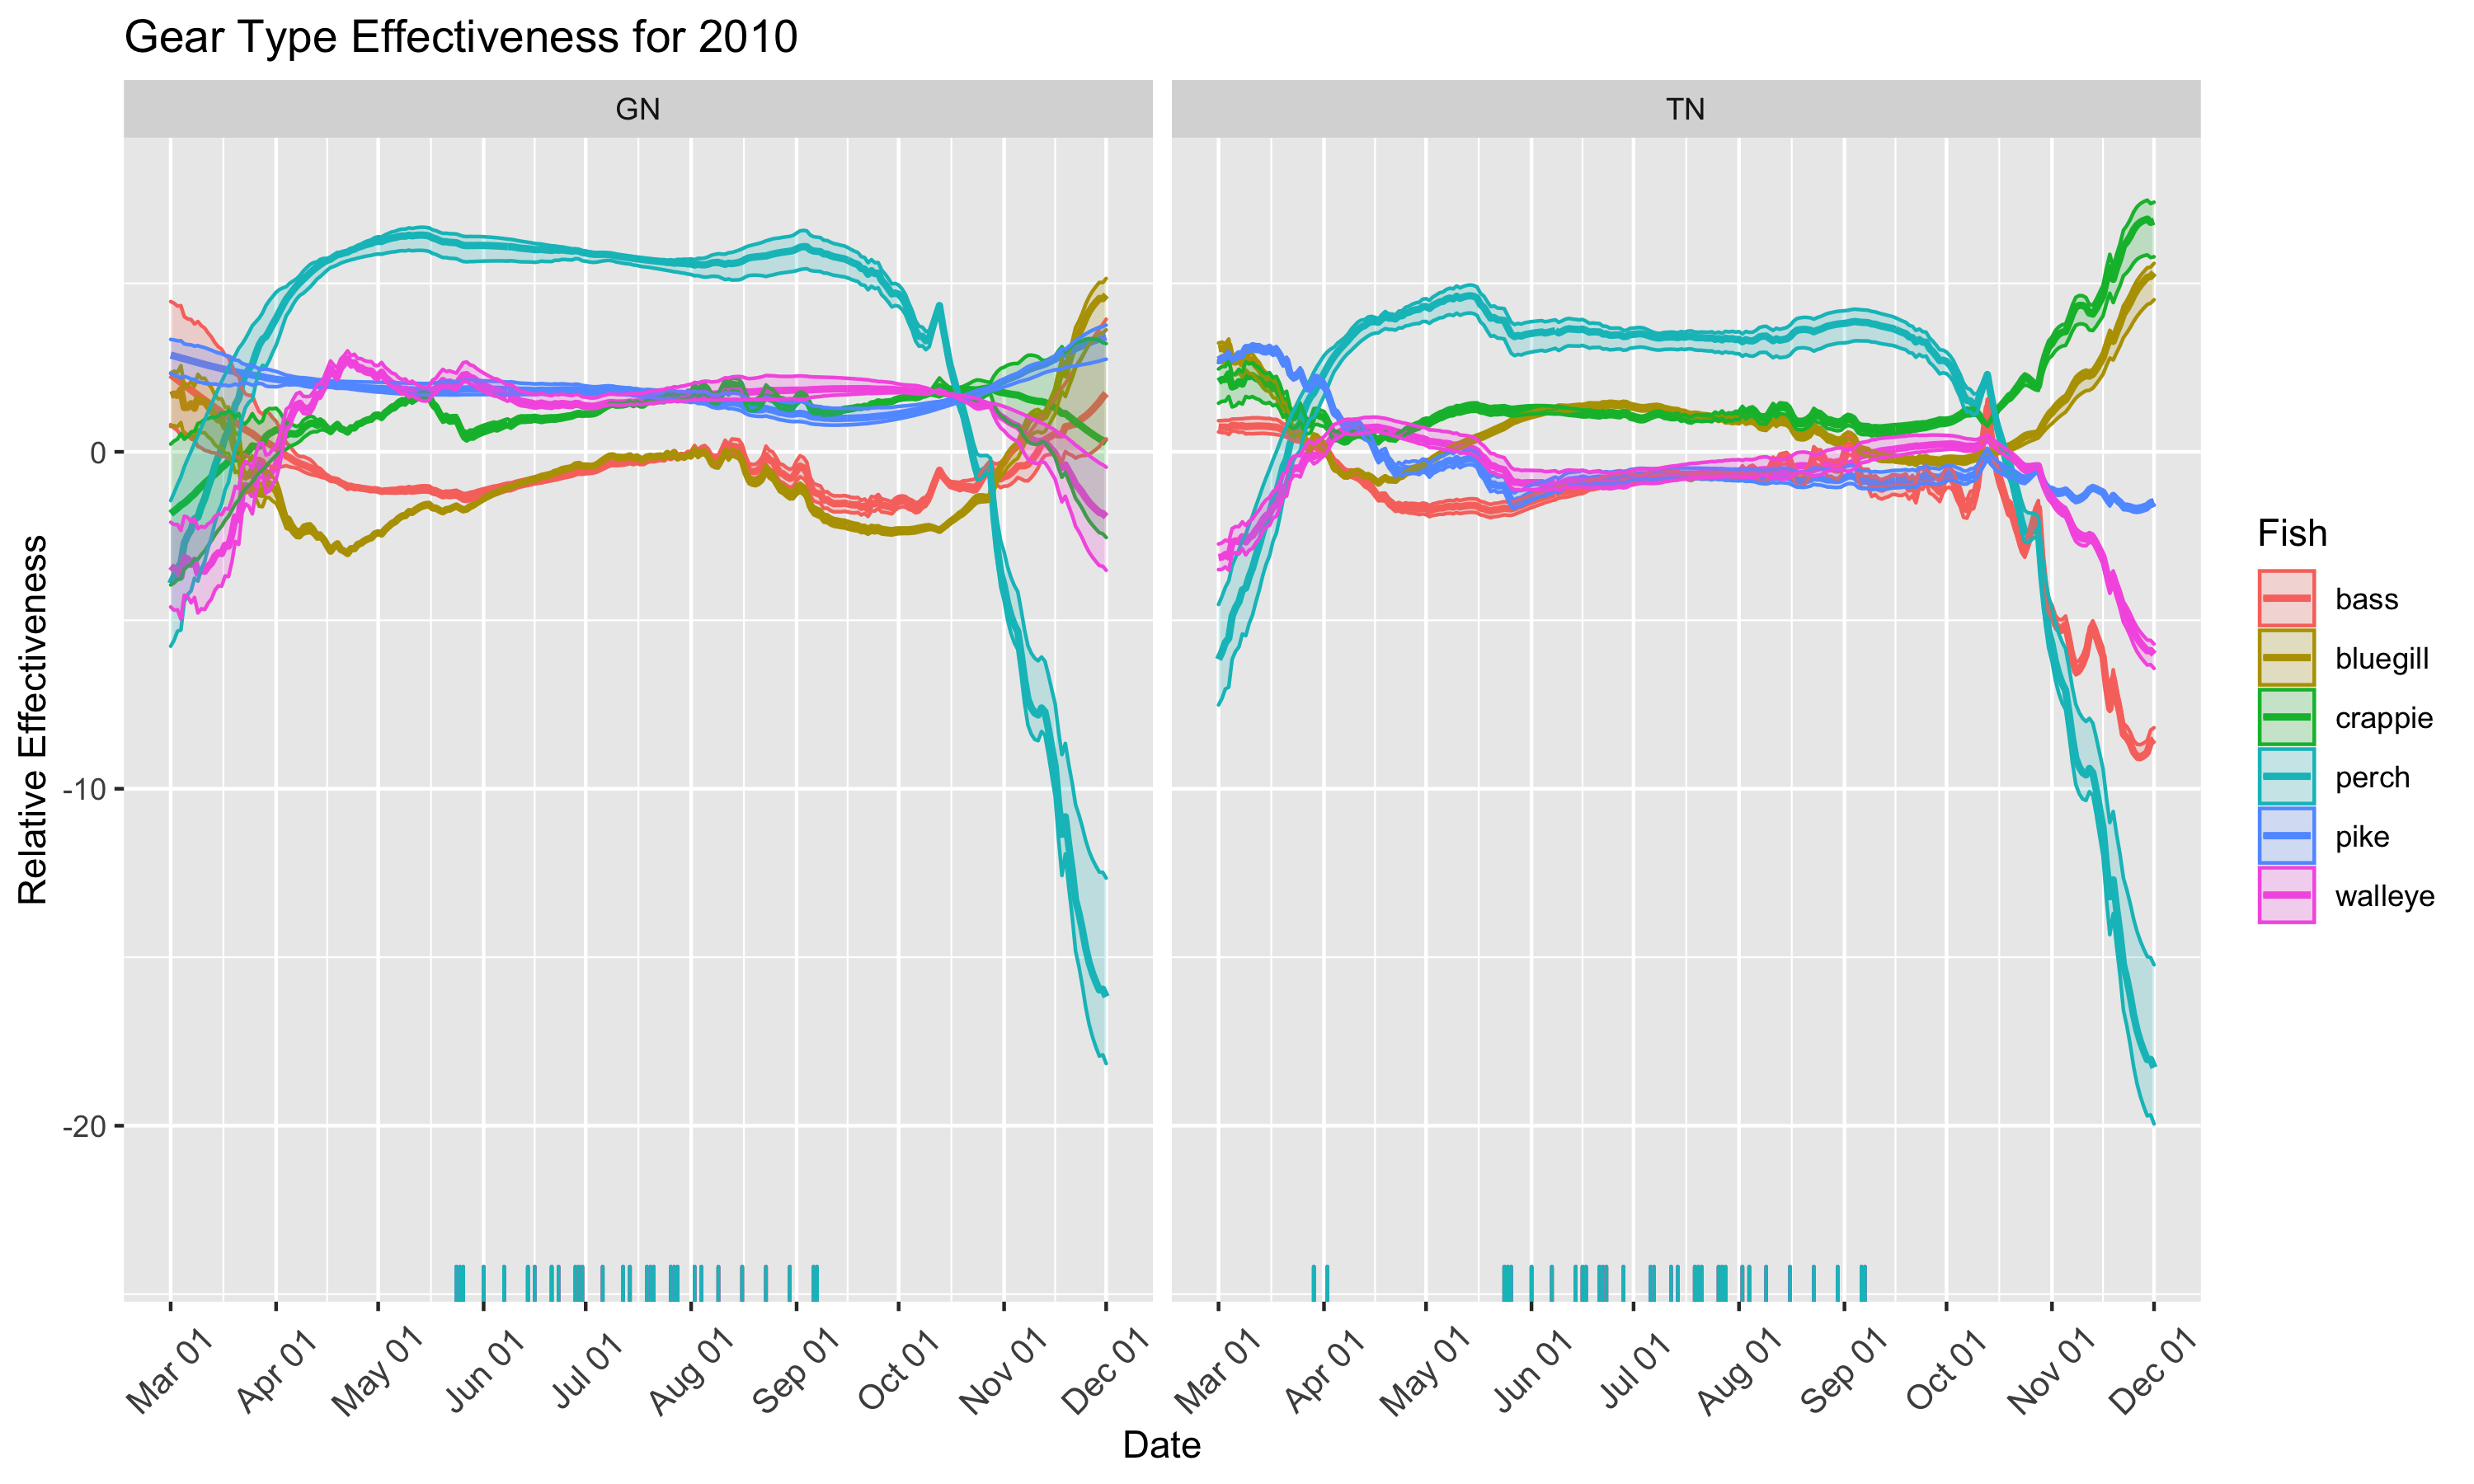 Gear Type Effectiveness for 2010
GN
TN
Relative Effectiveness
0
-10
-20
Mar 01
Apr 01
May 01
Jun 01
Jul 01
Aug 01
Sep 01
Oct 01
Nov 01
Dec 01
Mar 01
Apr 01
May 01
Jun 01
Jul 01
Aug 01
Sep 01
Oct 01
Nov 01
Dec 01
Date
Fish
bass
bluegill
crappie
perch
pike
walleye